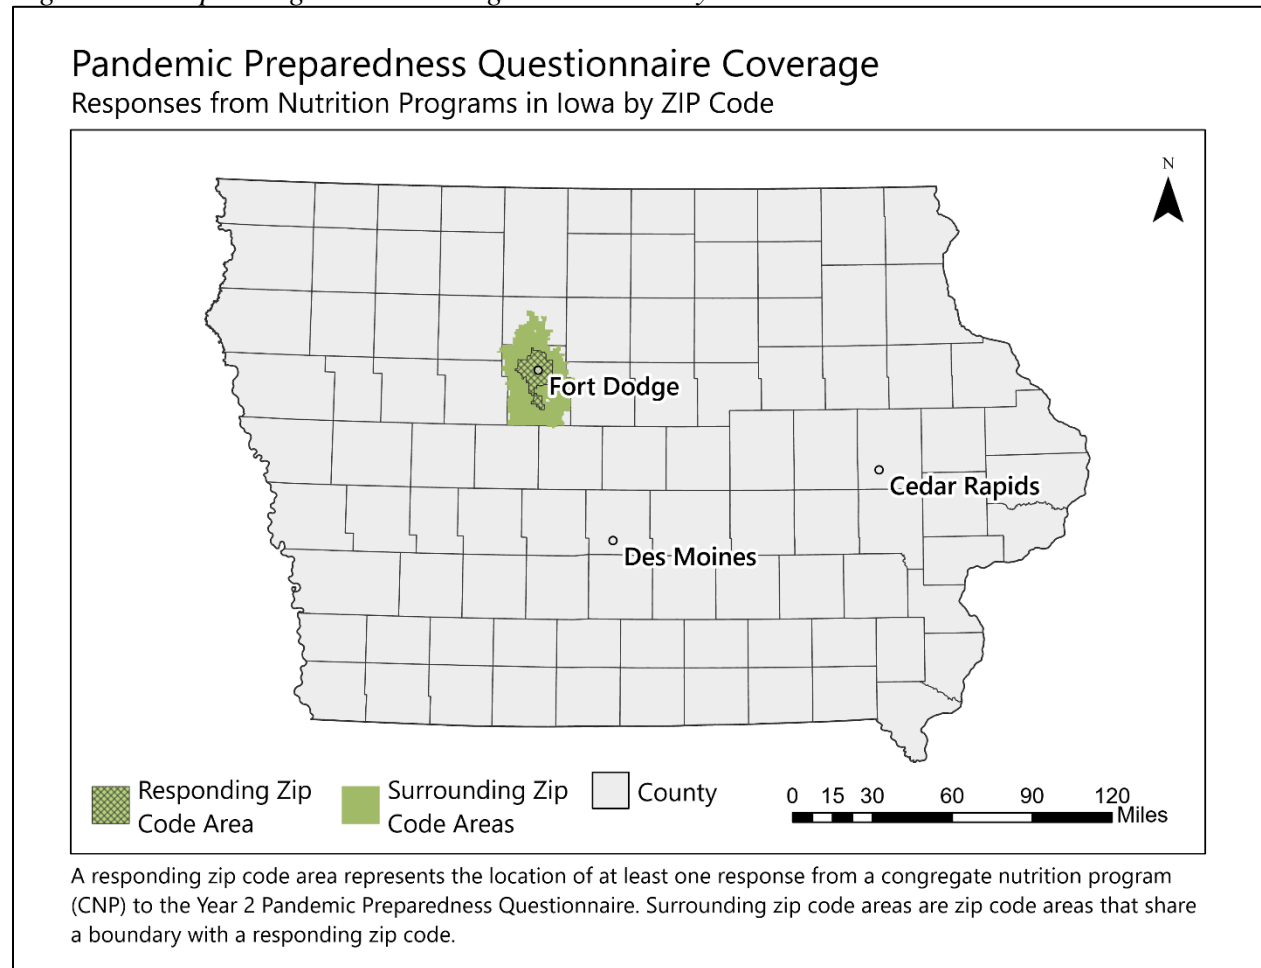 Pandemic Preparedness Questionnaire Coverage
Responses from Nutrition Programs in Iowa by ZIP Code
N
Fort Dodge
Cedar Rapids
Des Moines
Responding Zip
Code Area
Surrounding Zip
Code Areas
County
0 15 30 60 90 120
Miles
A responding zip code area represents the location of at least one response from a congregate nutrition program
(CNP) to the Year 2 Pandemic Preparedness Questionnaire. Surrounding zip code areas are zip code areas that share
a boundary with a responding zip code.